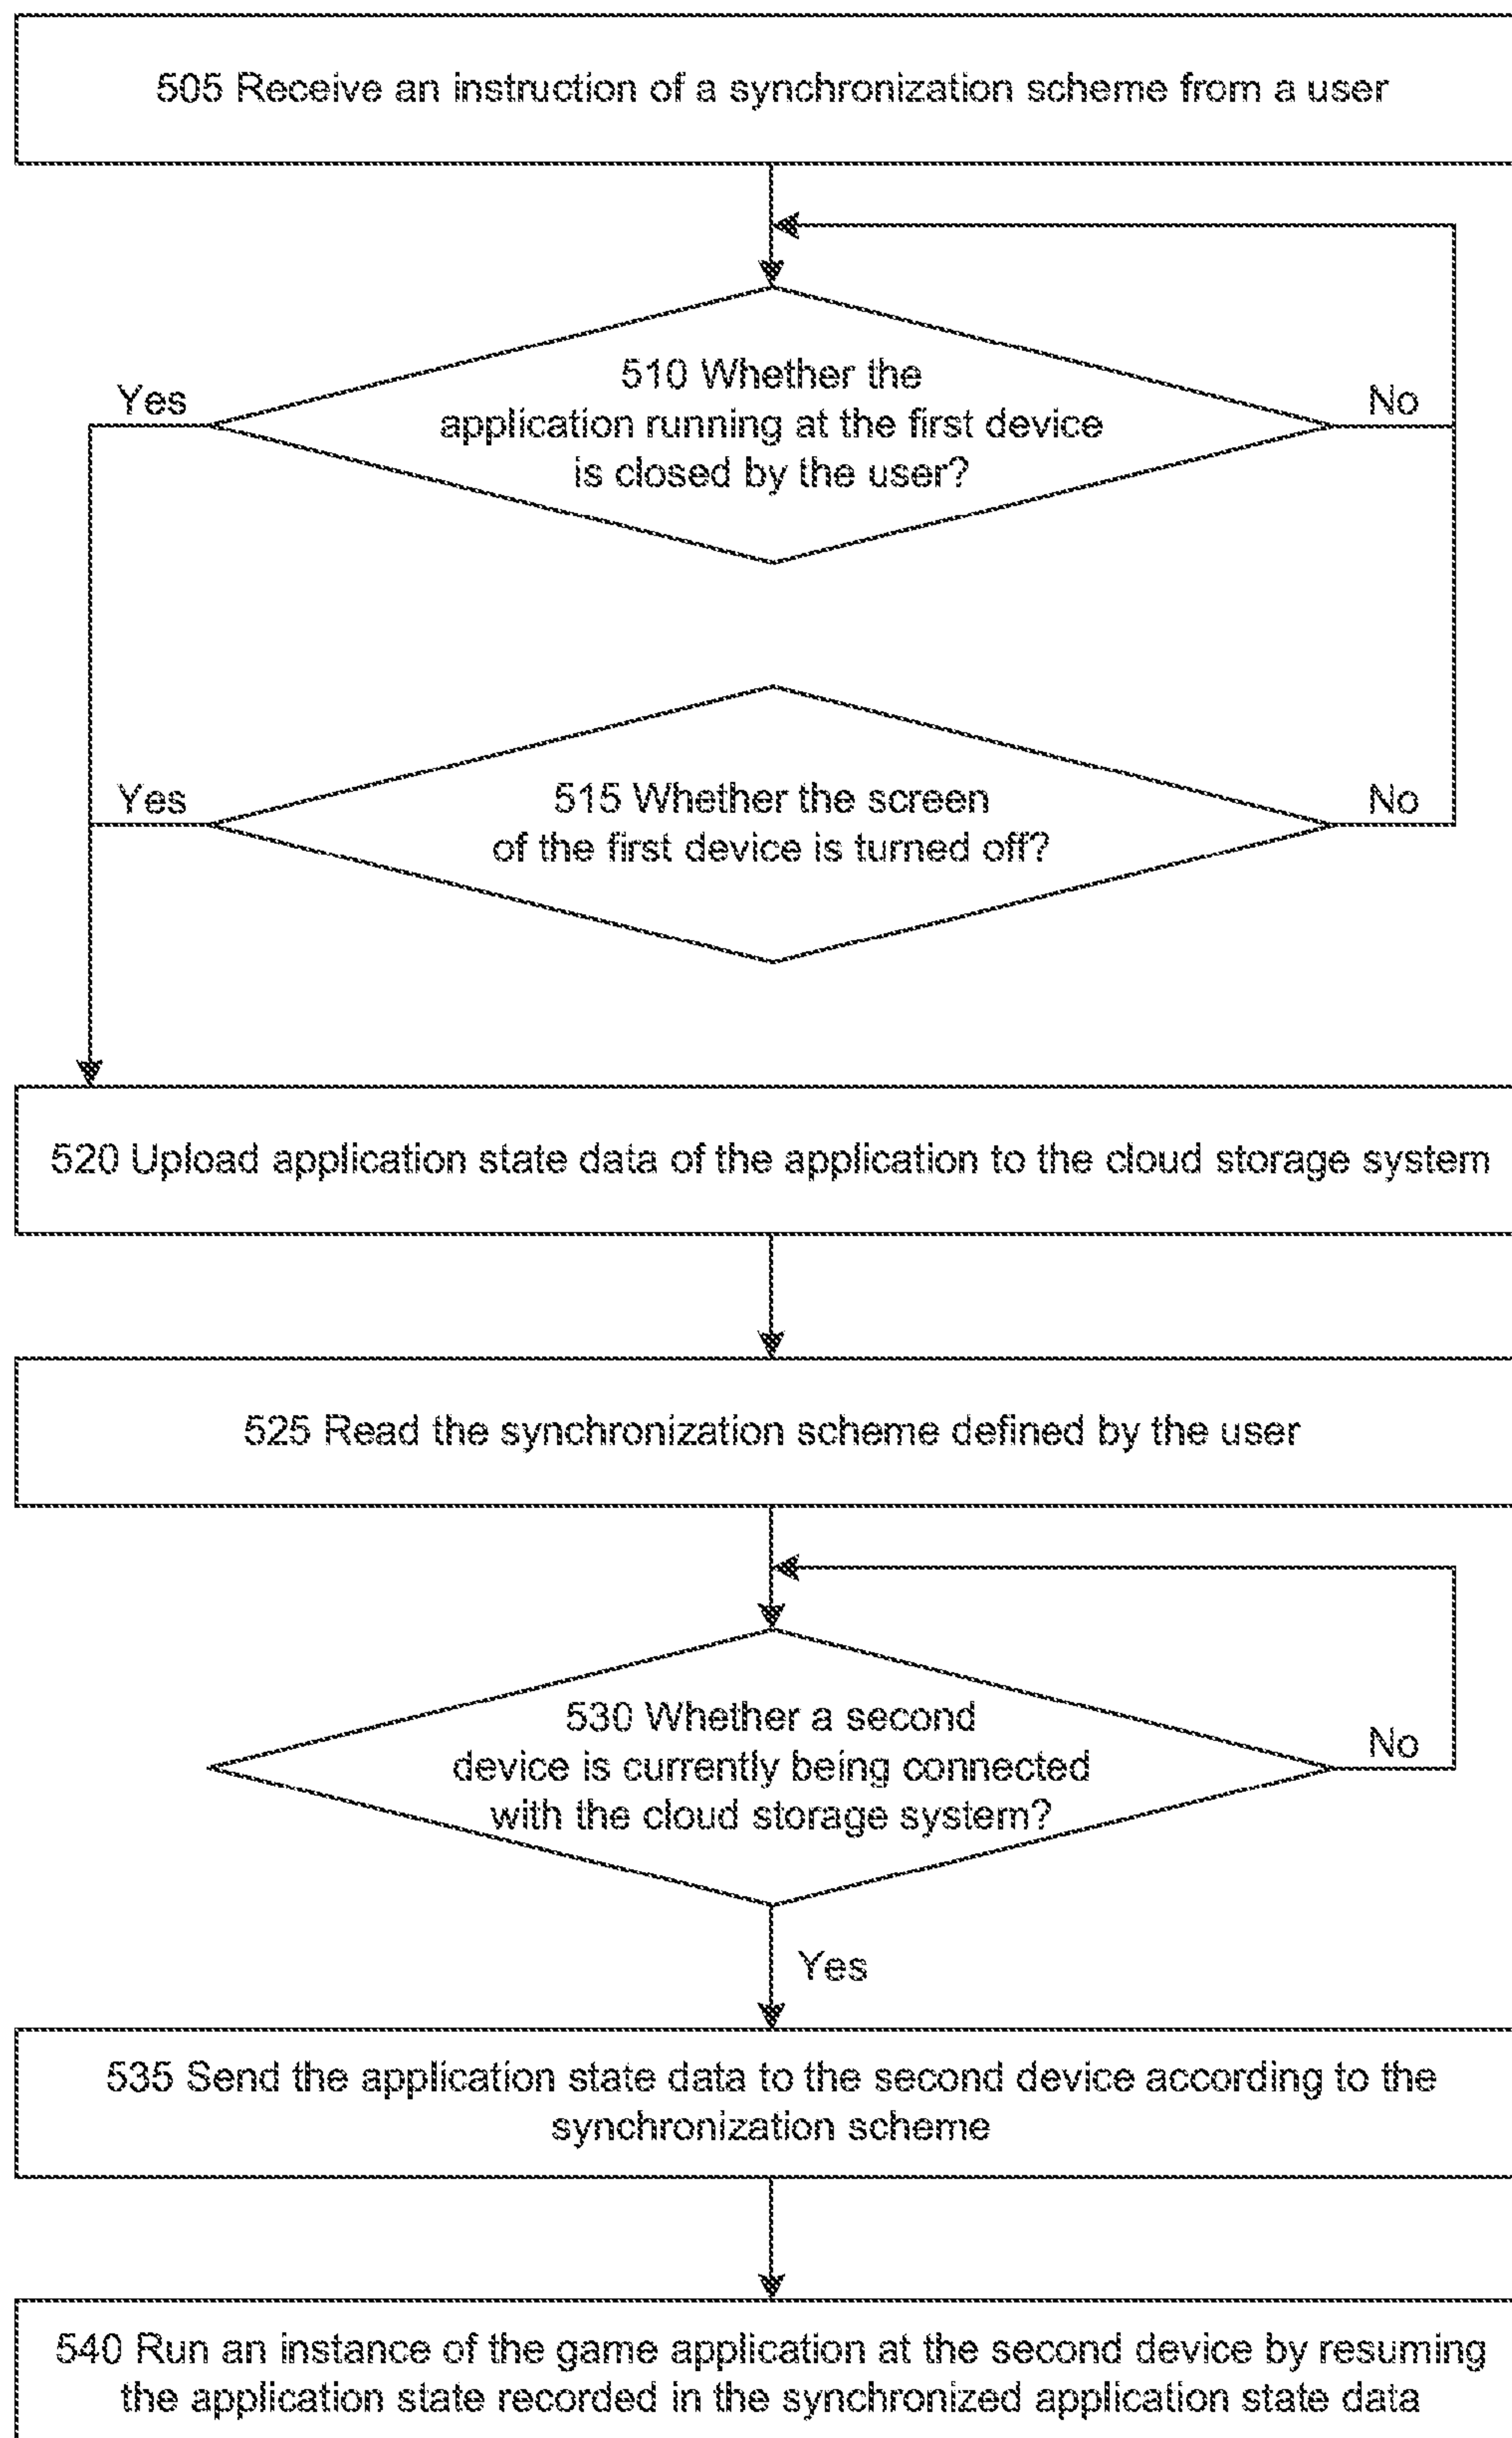 505 Receive an instruction of a synchronization scheme from a user
510 Whether the
application running at the first device
is closed by the user?
Yes
No
515 Whether the screen
of the first device is turned off?
Yes
No
520 Upload application state data of the application to the cloud storage system
525 Read the synchronization scheme defined by the user
530 Whether a second
device is currently being connected
with the cloud storage system?
No
Yes
535 Send the application state data to the second device according to the
synchronization scheme
540 Run an instance of the game application at the second device by resuming
the application state recorded in the synchronized application state data